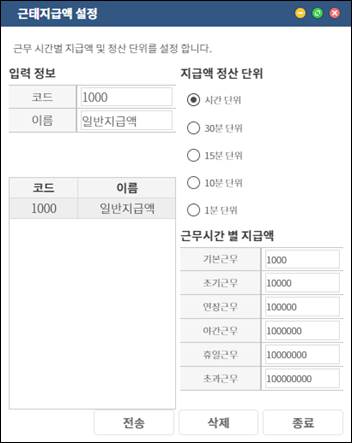 근태지급액 설정
근무 시간별 지급액 및 정산 단위를 설정 합니다.
입력 정보
코드 1000
이름 일반지급액
코드 이름
1000 일반지급액
지급액 정산 단위
시간 단위
30분 단위
15분 단위
10분 단위
1분 단위
근무시간 별 지급액
기본근무 1000
조기근무 10000
연장근무 100000
야간근무 1000000
휴일근무 10000000
초과근무 100000000
전송 삭제 종료